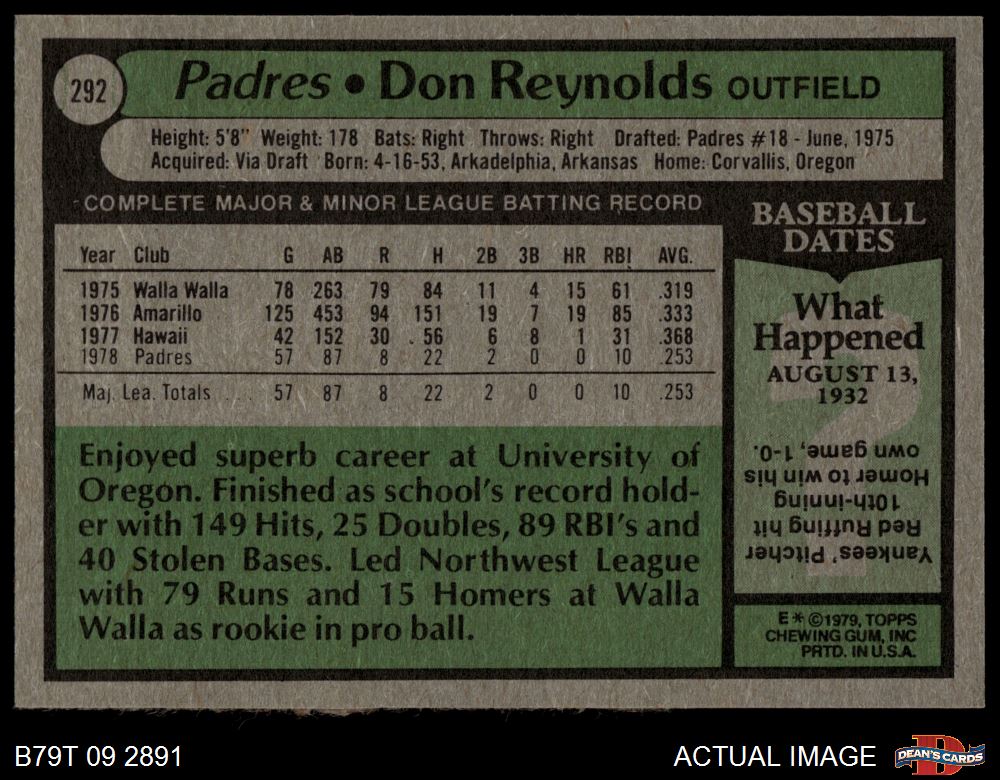 292
Padres • Don Reynolds OUTFIELD
Height: 5'8" Weight: 178 Bats: Right Throws: Right Drafted: Padres #18 - June, 1975
Acquired: Via Draft Born: 4-16-53, Arkadelphia, Arkansas Home: Corvallis, Oregon
COMPLETE MAJOR & MINOR LEAGUE BATTING RECORD
Year Club G AB R H 2B 3B HR RBI AVG.
1975 Walla Walla 78 263 79 84 11 4 15 61 .319
1976 Amarillo 125 453 94 151 19 7 19 85 .333
1977 Hawaii 42 152 30 56 6 8 1 31 .368
1978 Padres 57 87 8 22 2 0 0 10 .253
Maj. Lea. Totals 57 87 8 22 2 0 0 10 .253
Enjoyed superb career at University of
Oregon. Finished as school's record hold-
er with 149 Hits, 25 Doubles, 89 RBI's and
40 Stolen Bases. Led Northwest League
with 79 Runs and 15 Homers at Walla
Walla as rookie in pro ball.
BASEBALL
DATES
What
Happened
AUGUST 13,
1932
?
Yankees' Pitcher
Red Ruffing hit
10th-inning
Homer to win his
own game, 1-0.
E* ©1979, TOPPS
CHEWING GUM, INC
PRTD. IN U.S.A.
B79T 09 2891
ACTUAL IMAGE
D
DEAN'S CARDS